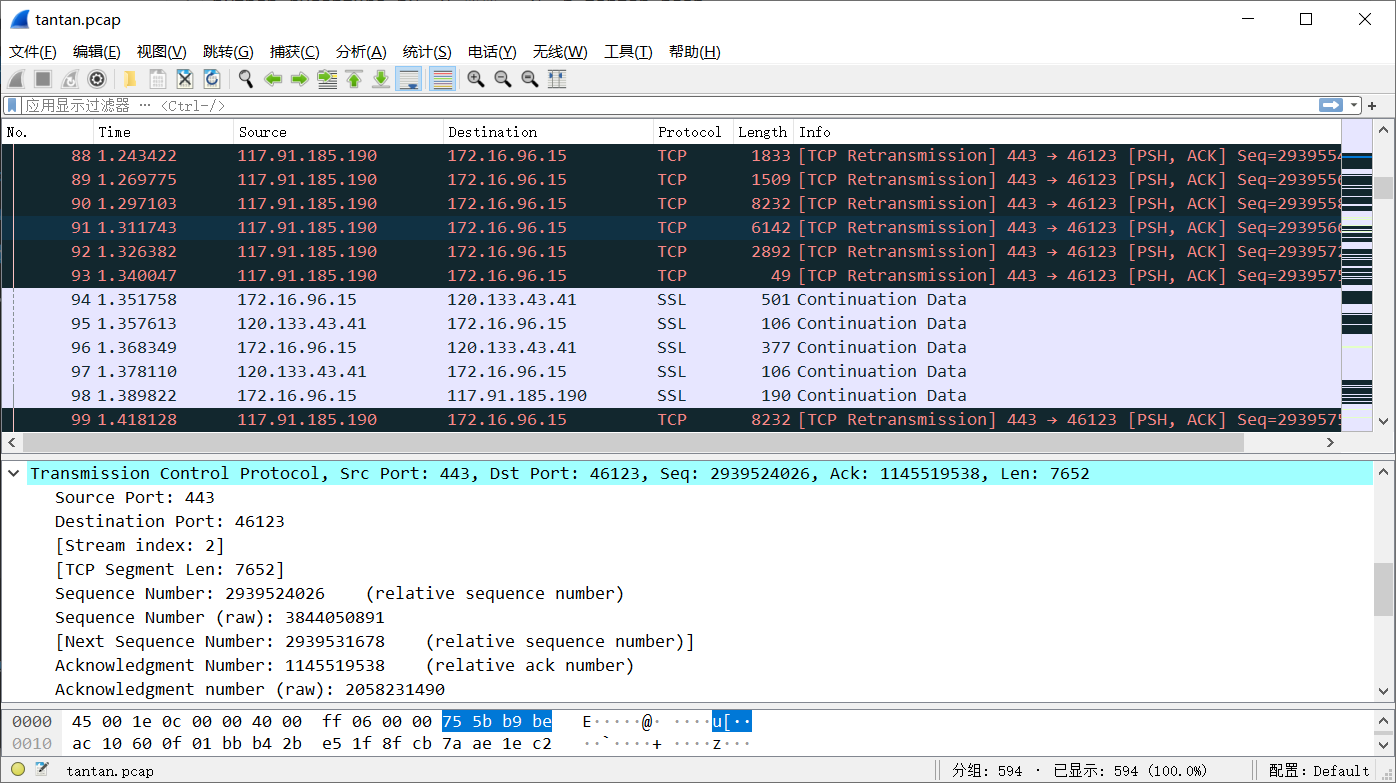 tantan.pcap
文件(F) 编辑(E) 视图(V) 跳转(G) 捕获(C) 分析(A) 统计(S) 电话(Y) 无线(W) 工具(T) 帮助(H)
应用显示过滤器 … <Ctrl-/>
No. Time Source Destination Protocol Length Info
88 1.243422 117.91.185.190 172.16.96.15 TCP 1833 [TCP Retransmission] 443 → 46123 [PSH, ACK] Seq=2939554
89 1.269775 117.91.185.190 172.16.96.15 TCP 1509 [TCP Retransmission] 443 → 46123 [PSH, ACK] Seq=293955
90 1.297103 117.91.185.190 172.16.96.15 TCP 8232 [TCP Retransmission] 443 → 46123 [PSH, ACK] Seq=293955
91 1.311743 117.91.185.190 172.16.96.15 TCP 6142 [TCP Retransmission] 443 → 46123 [PSH, ACK] Seq=293956
92 1.326382 117.91.185.190 172.16.96.15 TCP 2892 [TCP Retransmission] 443 → 46123 [PSH, ACK] Seq=293957
93 1.340047 117.91.185.190 172.16.96.15 TCP 49 [TCP Retransmission] 443 → 46123 [PSH, ACK] Seq=293957
94 1.351758 172.16.96.15 120.133.43.41 SSL 501 Continuation Data
95 1.357613 120.133.43.41 172.16.96.15 SSL 106 Continuation Data
96 1.368349 172.16.96.15 120.133.43.41 SSL 377 Continuation Data
97 1.378110 120.133.43.41 172.16.96.15 SSL 106 Continuation Data
98 1.389822 172.16.96.15 117.91.185.190 SSL 190 Continuation Data
99 1.418128 117.91.185.190 172.16.96.15 TCP 8232 [TCP Retransmission] 443 → 46123 [PSH, ACK] Seq=293957
Transmission Control Protocol, Src Port: 443, Dst Port: 46123, Seq: 2939524026, Ack: 1145519538, Len: 7652
Source Port: 443
Destination Port: 46123
[Stream index: 2]
[TCP Segment Len: 7652]
Sequence Number: 2939524026 (relative sequence number)
Sequence Number (raw): 3844050891
[Next Sequence Number: 2939531678 (relative sequence number)]
Acknowledgment Number: 1145519538 (relative ack number)
Acknowledgment number (raw): 2058231490
0000 45 00 1e 0c 00 00 40 00 ff 06 00 00 75 5b b9 be E·····@· ····u[··
0010 ac 10 60 0f 01 bb b4 2b e5 1f 8f cb 7a ae 1e c2 ··`····+ ····z···
tantan.pcap 分组: 594 · 已显示: 594 (100.0%) 配置: Default